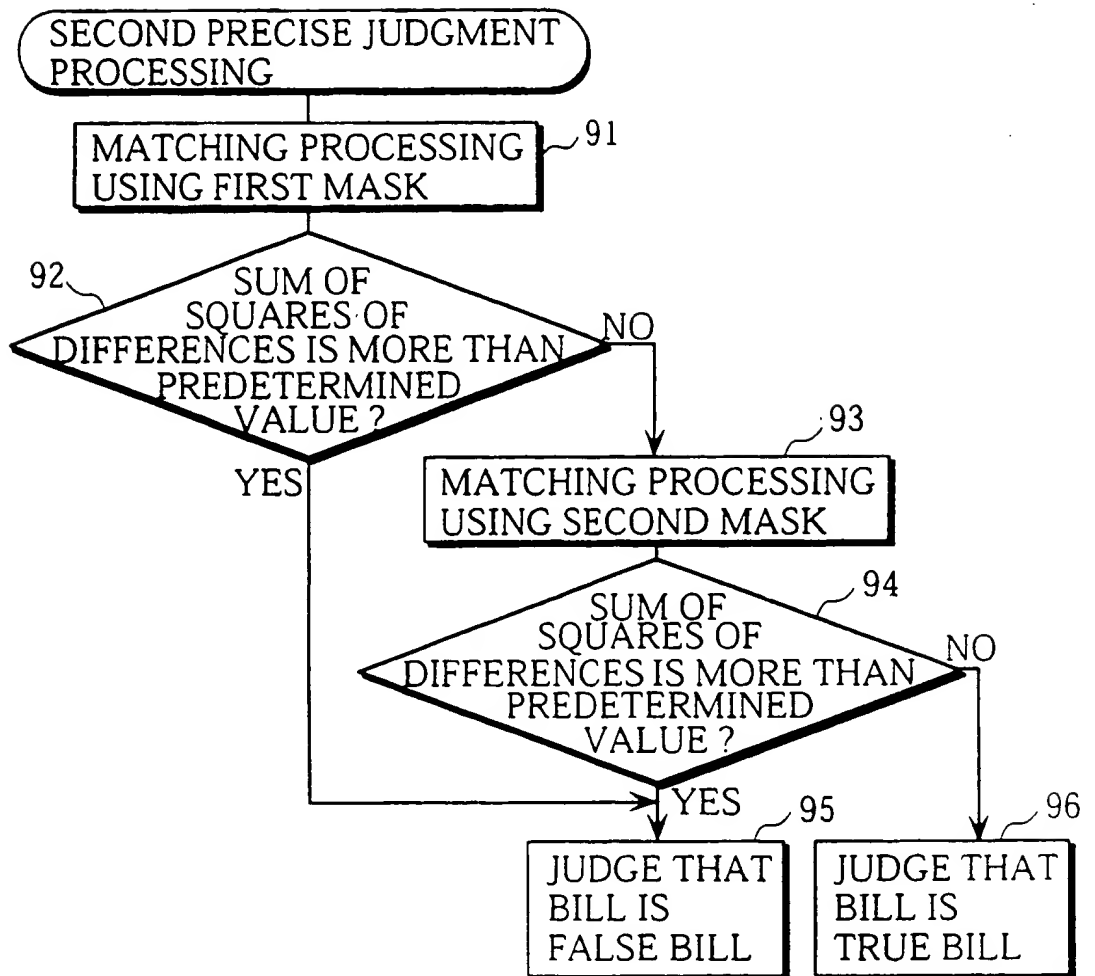 SECOND PRECISE JUDGMENT
PROCESSING
91
MATCHING PROCESSING
USING FIRST MASK
92
SUM OF
SQUARES OF
DIFFERENCES IS MORE THAN
PREDETERMINED
VALUE ?
NO
YES
93
MATCHING PROCESSING
USING SECOND MASK
94
SUM OF
SQUARES OF
DIFFERENCES IS MORE THAN
PREDETERMINED
VALUE ?
NO
YES
95
JUDGE THAT
BILL IS
FALSE BILL
96
JUDGE THAT
BILL IS
TRUE BILL